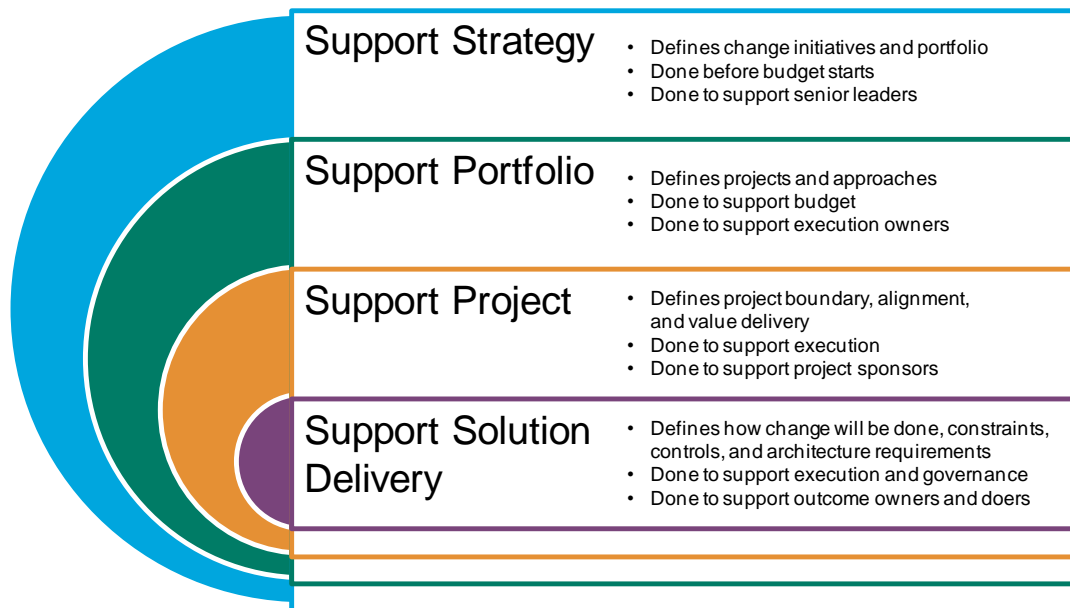 Support Strategy
• Defines change initiatives and portfolio
• Done before budget starts
• Done to support senior leaders
Support Portfolio
• Defines projects and approaches
• Done to support budget
• Done to support execution owners
Support Project
• Defines project boundary, alignment,
and value delivery
• Done to support execution
• Done to support project sponsors
Support Solution
Delivery
• Defines how change will be done, constraints,
controls, and architecture requirements
• Done to support execution and governance
• Done to support outcome owners and doers